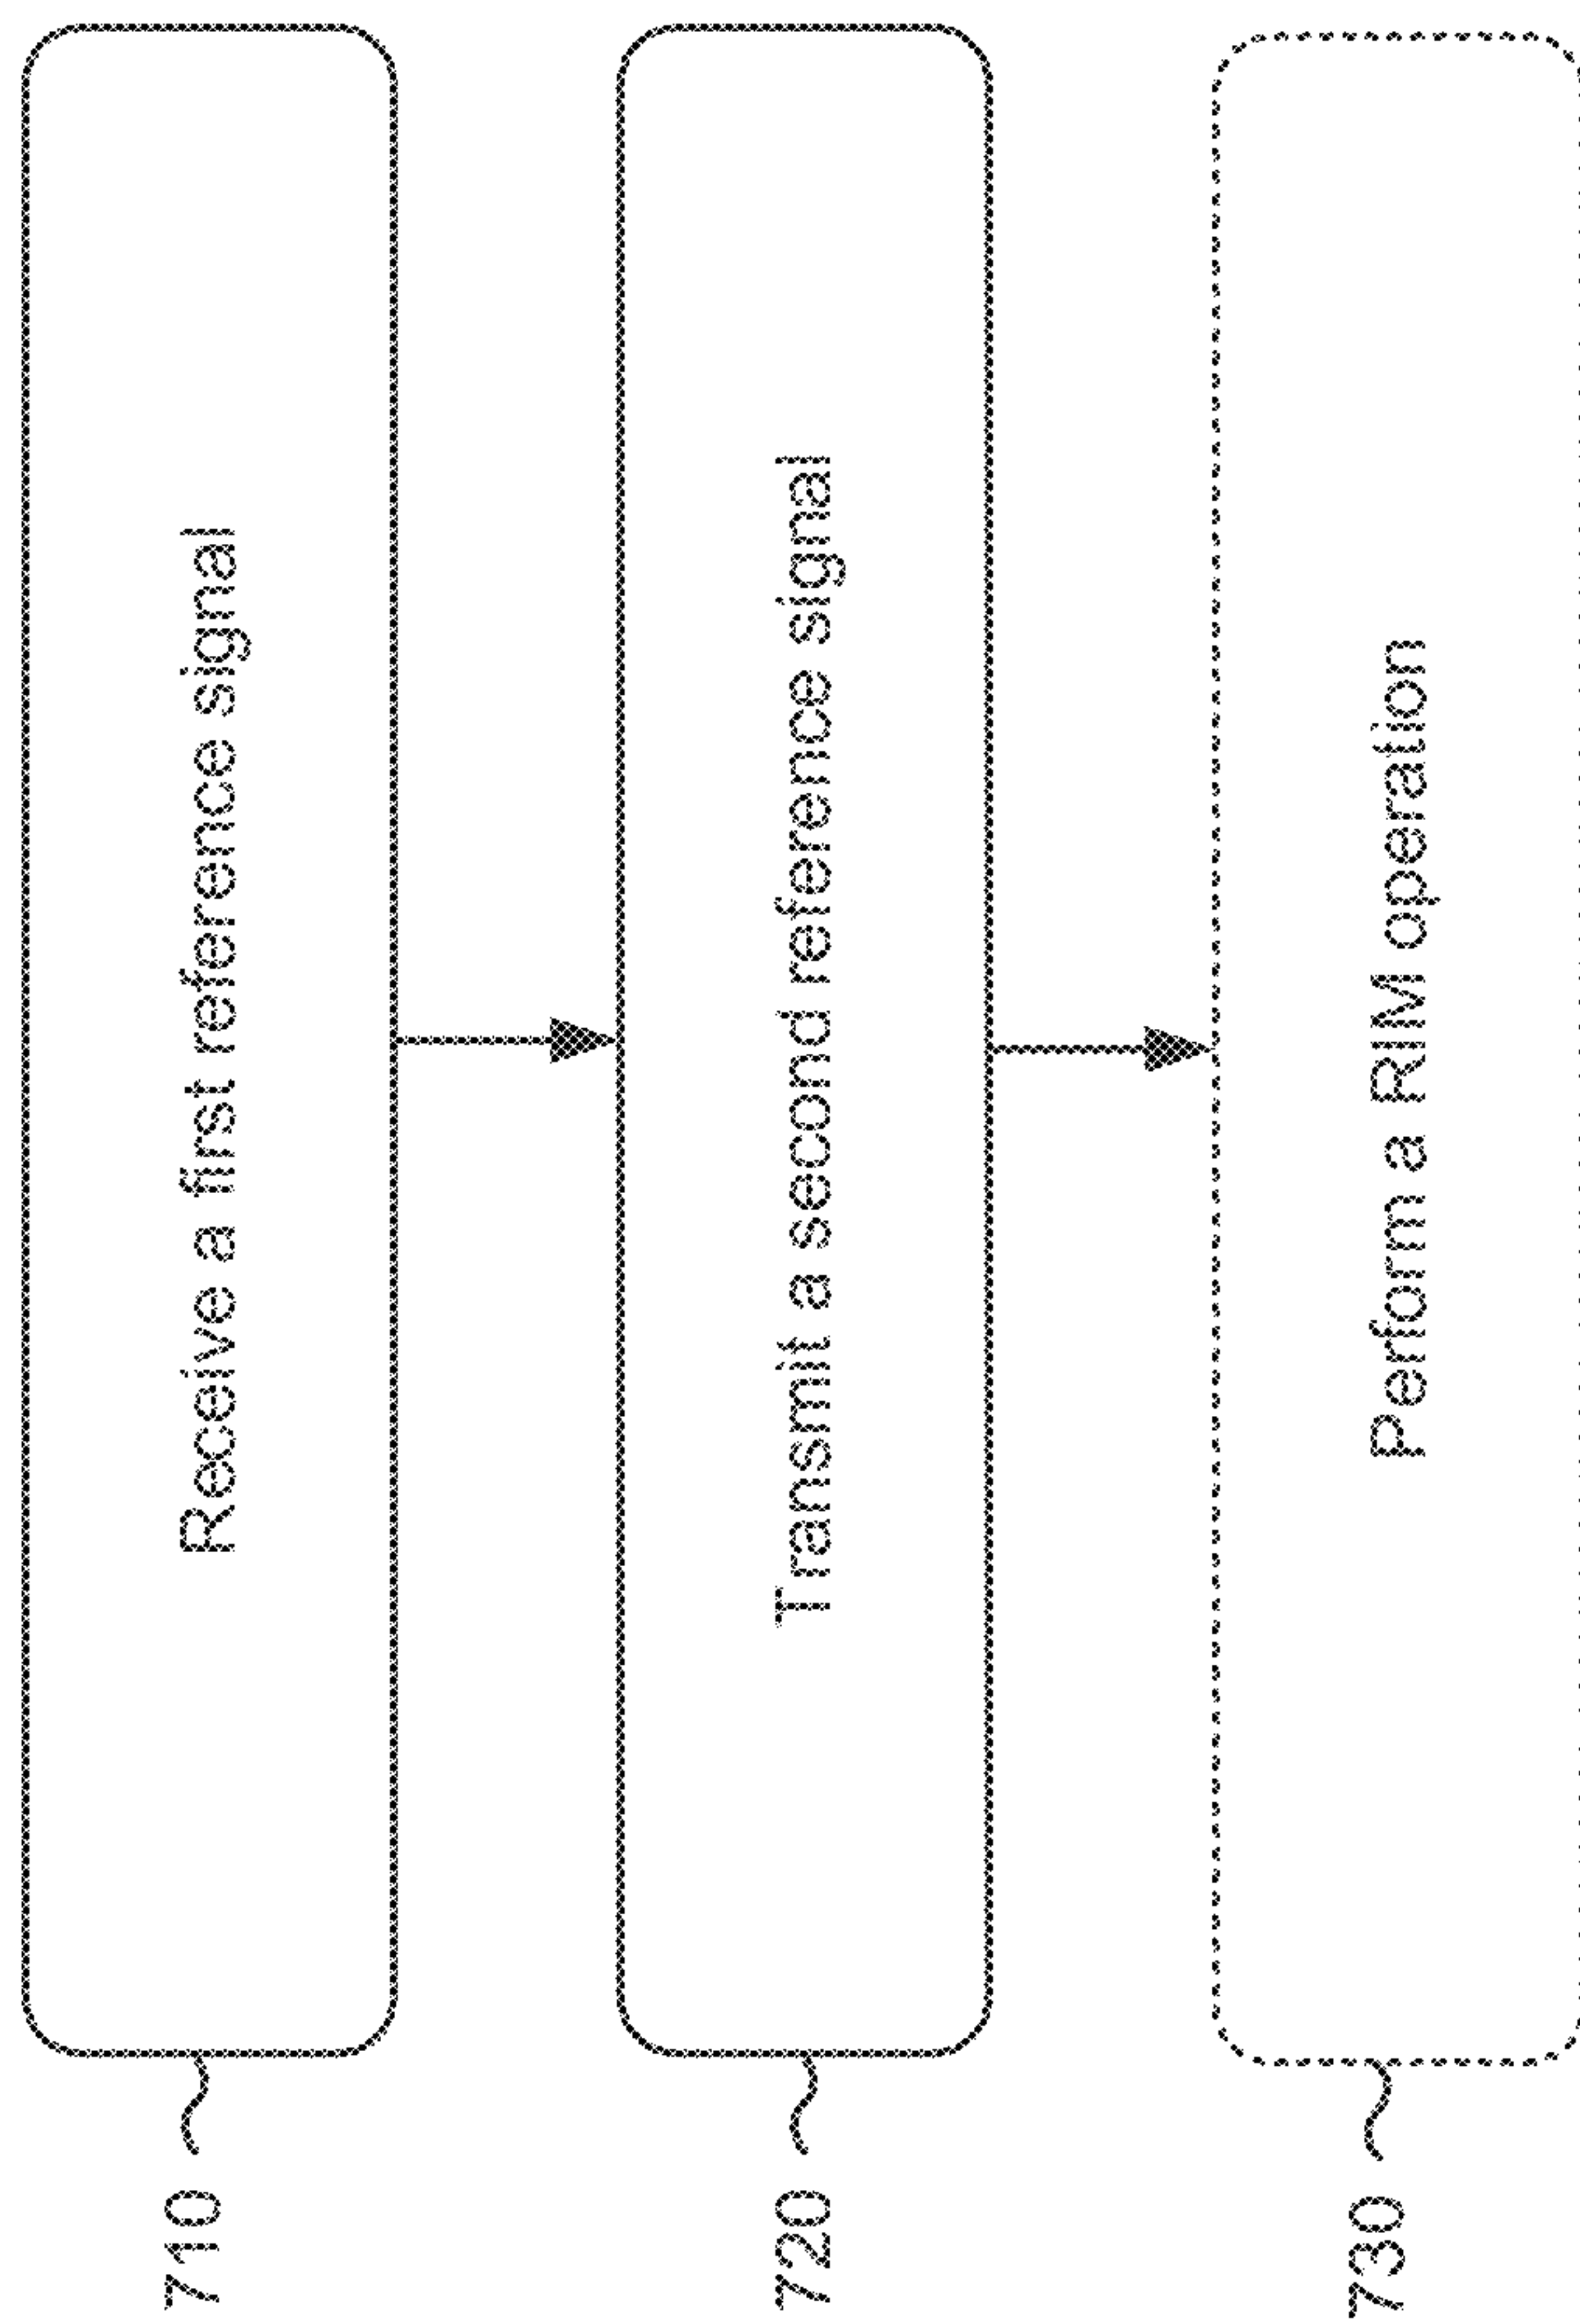 710
Receive a first reference signal
720
Transmit a second reference signal
730
Perform a RIM operation